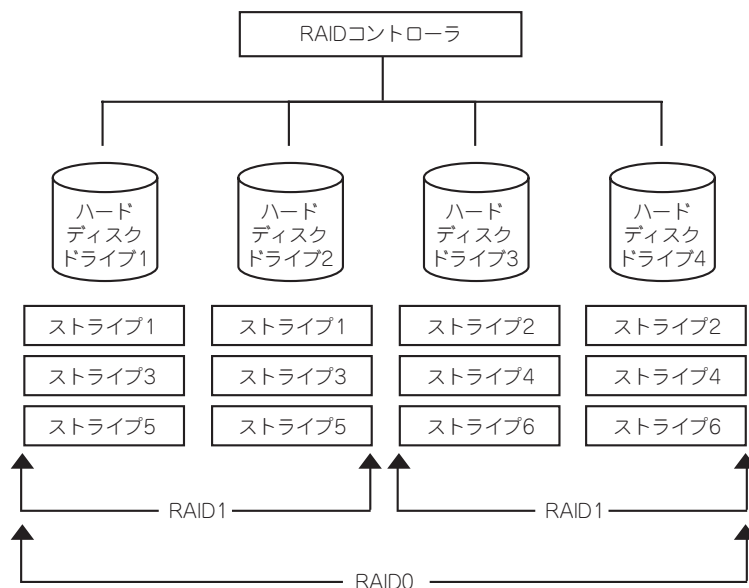 RAIDコントローラ
ハード
ディスク
ドライブ1
ハード
ディスク
ドライブ2
ハード
ディスク
ドライブ3
ハード
ディスク
ドライブ4
ストライプ1
ストライプ1
ストライプ2
ストライプ2
ストライプ3
ストライプ3
ストライプ4
ストライプ4
ストライプ5
ストライプ5
ストライプ6
ストライプ6
RAID1
RAID1
RAID0